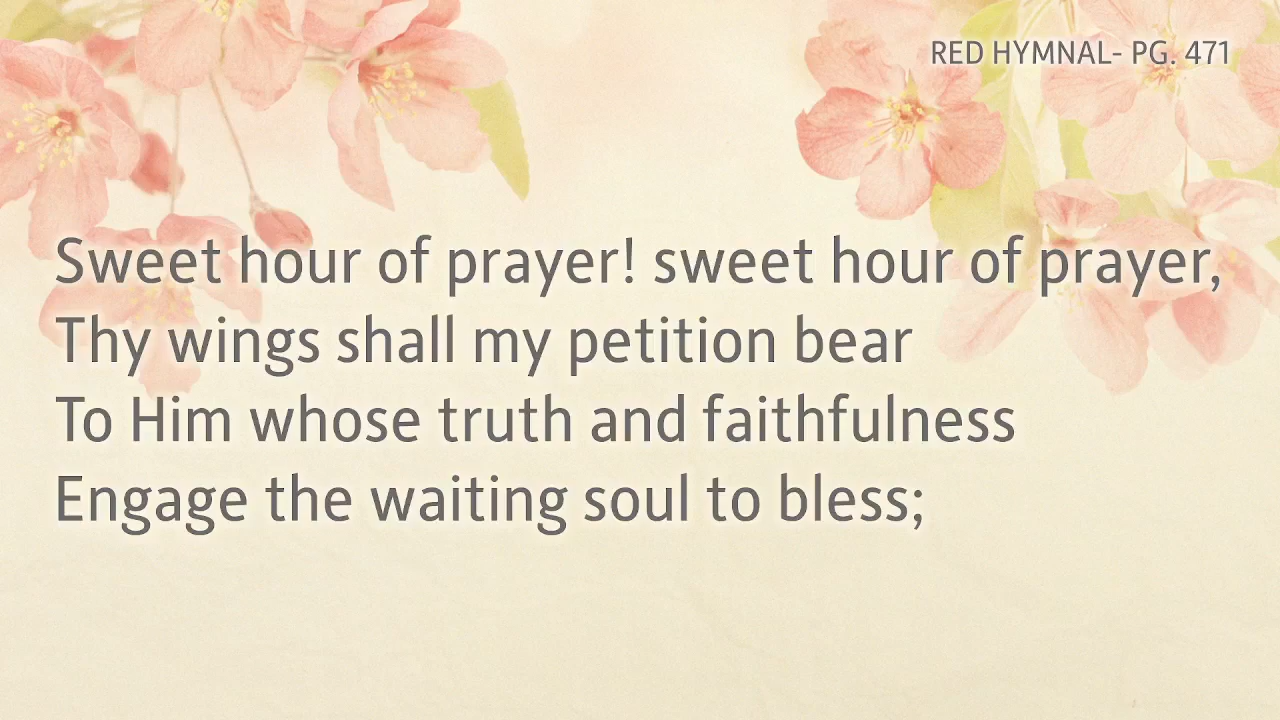 RED HYMNAL- PG. 471
Sweet hour of prayer! sweet hour of prayer,
Thy wings shall my petition bear
To Him whose truth and faithfulness
Engage the waiting soul to bless;